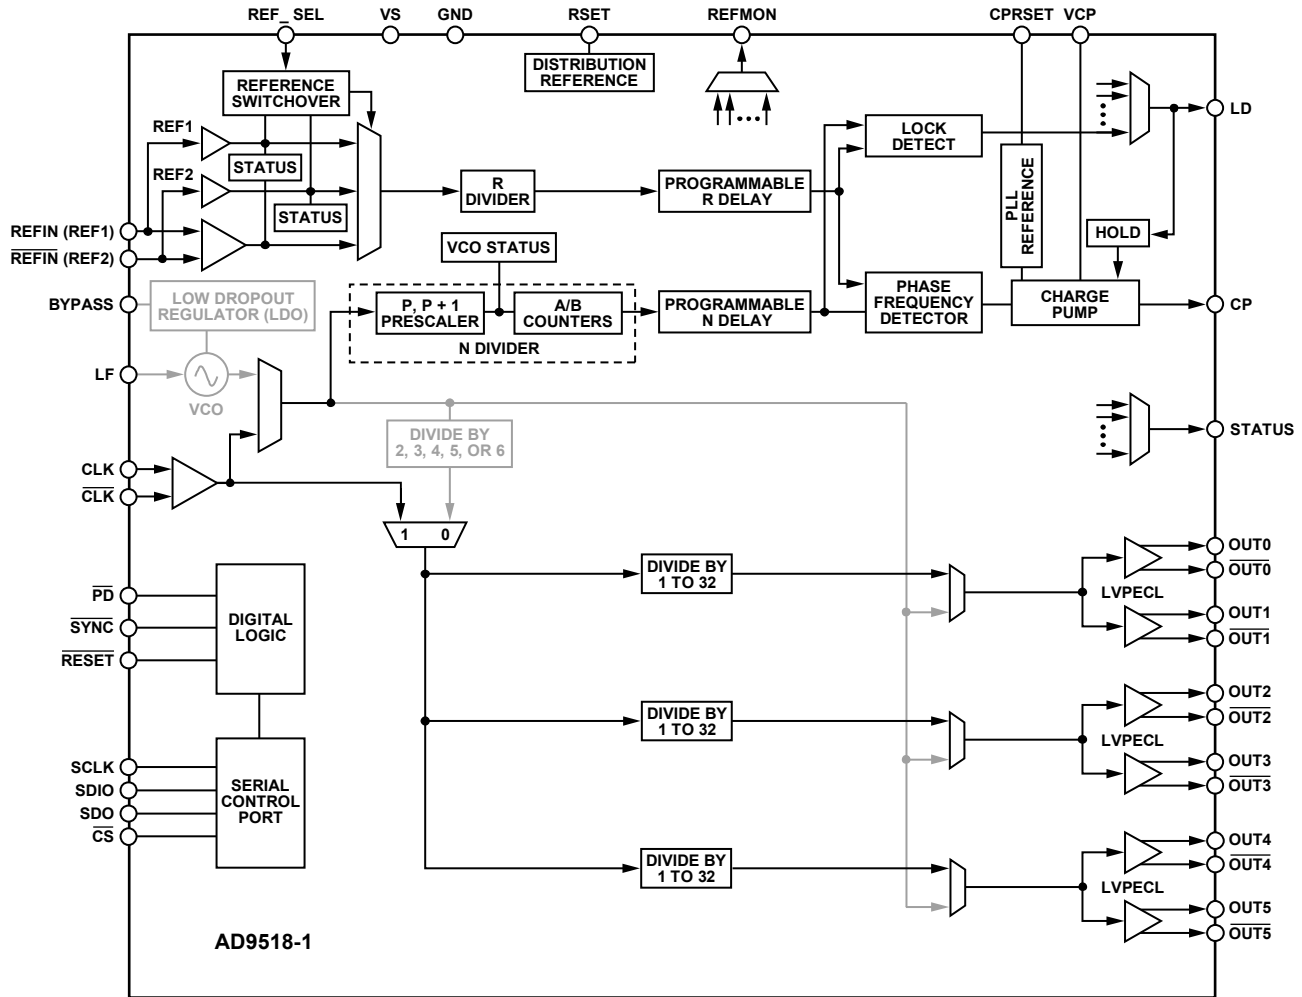 REF_SEL VS GND RSET REFMON CPRSET VCP
DISTRIBUTION
REFERENCE
REFERENCE
SWITCHOVER
REF1
STATUS
REF2
STATUS
LOCK
DETECT
LD
R
DIVIDER
PROGRAMMABLE
R DELAY
PLL
REFERENCE
HOLD
REFIN (REF1)
REFIN (REF2)
VCO STATUS
BYPASS
LOW DROPOUT
REGULATOR (LDO)
P, P + 1
PRESCALER
A/B
COUNTERS
N DIVIDER
PROGRAMMABLE
N DELAY
PHASE
FREQUENCY
DETECTOR
CHARGE
PUMP
CP
LF
VCO
DIVIDE BY
2, 3, 4, 5, OR 6
STATUS
CLK
CLK
1 0
DIVIDE BY
1 TO 32
LVPECL
OUT0
OUT0
OUT1
OUT1
PD
SYNC
RESET
DIGITAL
LOGIC
DIVIDE BY
1 TO 32
LVPECL
OUT2
OUT2
OUT3
OUT3
SCLK
SDIO
SDO
CS
SERIAL
CONTROL
PORT
DIVIDE BY
1 TO 32
LVPECL
OUT4
OUT4
OUT5
OUT5
AD9518-1